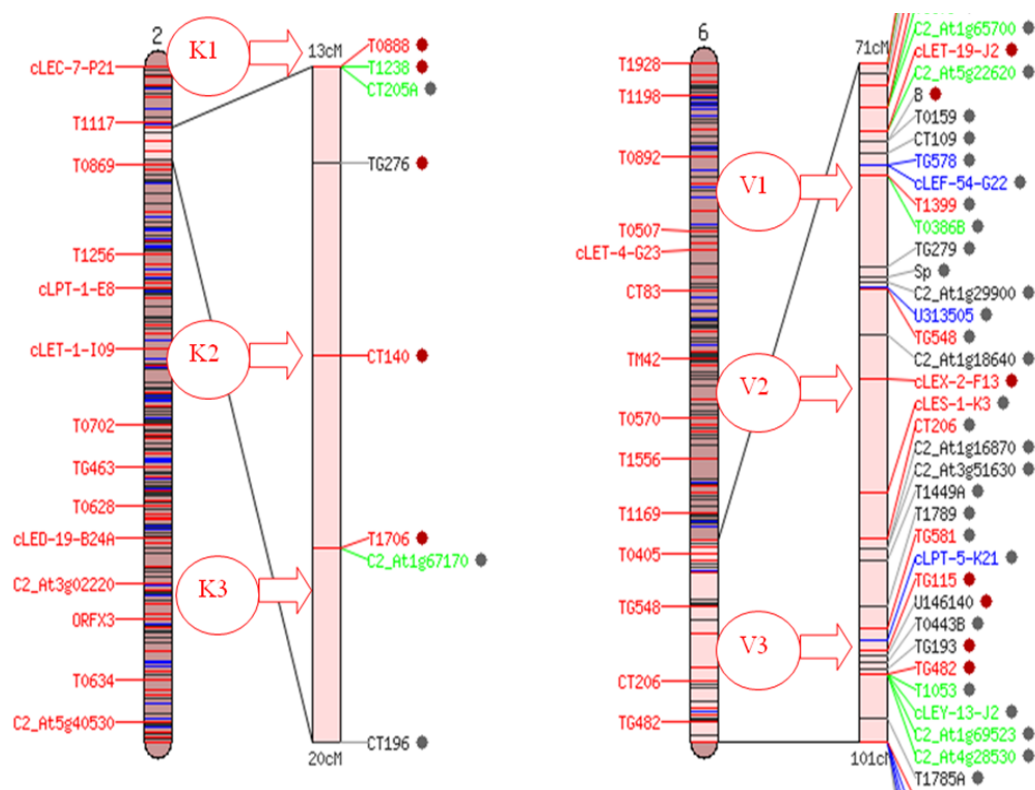 2
K1
13cM
cLEC-7-P21
T1117
T0869
T1256
cLPT-1-E8
cLET-1-I09
T0702
TG463
T0628
cLED-19-B24A
C2_At3g02220
ORFX3
T0634
C2_At5g40530
K2
K3
T0888
T1238
CT205A
TG276
CT140
T1706
C2_At1g67170
CT196
20cM
6
71cM
T1928
T1198
T0892
T0507
cLET-4-G23
CT83
TM42
T0570
T1556
T1169
T0405
TG548
CT206
TG482
V1
V2
V3
C2_At1g65700
cLET-19-J2
C2_At5g22620
B
T0159
CT109
TG578
cLEF-54-G22
T1399
T0386B
TG279
Sp
C2_At1g29900
U313505
TG548
C2_At1g18640
cLEX-2-F13
cLES-1-K3
CT206
C2_At1g16870
C2_At3g51630
T1449A
T1789
TG581
cLPT-5-K21
TG115
U146140
T0443B
TG193
TG482
T1053
cLEY-13-J2
C2_At1g69523
C2_At4g28530
T1785A
101cM